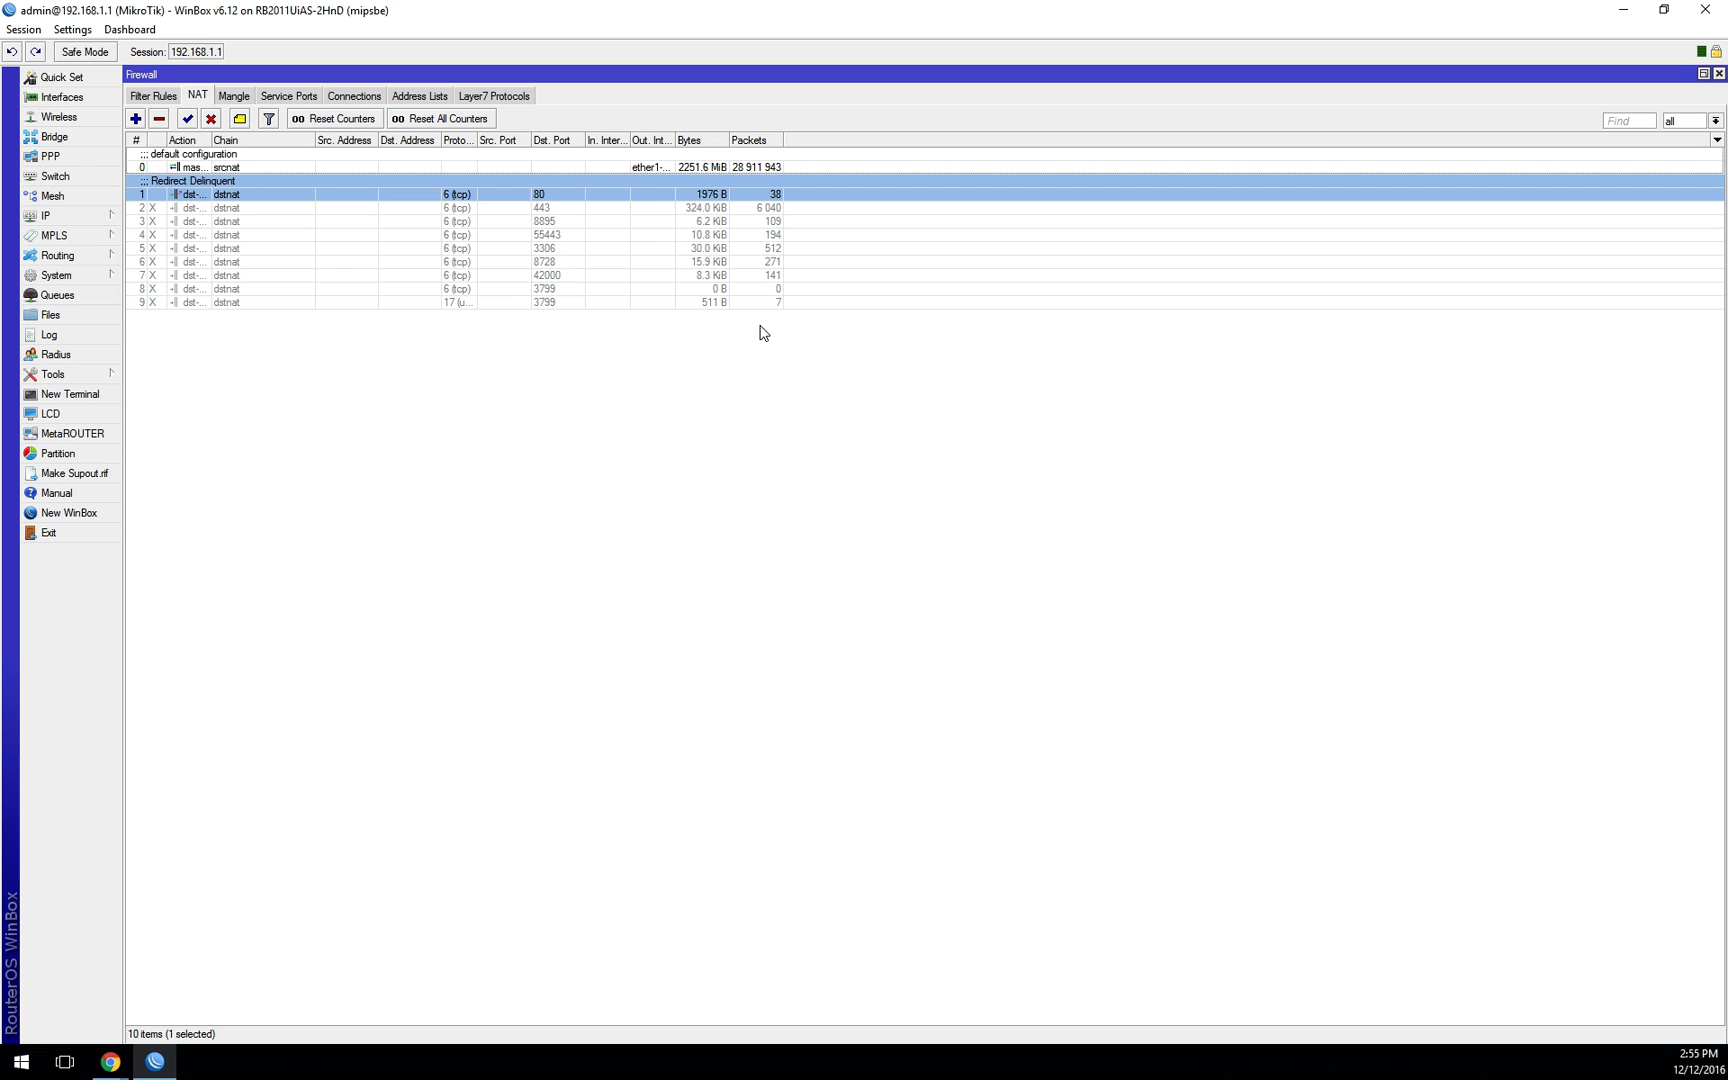 admin@192.168.1.1 (MikroTik) - WinBox v6.12 on RB2011UiAS-2HnD (mipsbe)
Session Settings Dashboard
Safe Mode Session: 192.168.1.1
Quick Set
Interfaces
Wireless
Bridge
PPP
Switch
Mesh
IP
MPLS
Routing
System
Queues
Files
Log
Radius
Tools
New Terminal
LCD
MetaROUTER
Partition
Make Supout.rif
Manual
New WinBox
Exit
RouterOS WinBox
Firewall
Filter Rules NAT Mangle Service Ports Connections Address Lists Layer7 Protocols
00 Reset Counters 00 Reset All Counters Find all
# Action Chain Src. Address Dst. Address Proto... Src. Port Dst. Port In. Inter... Out. Int... Bytes Packets
;;; default configuration
0 mas... srcnat ether1-... 2251.6 MiB 28 911 943
;;; Redirect Delinquent
1 dst-... dstnat 6 (tcp) 80 1976 B 38
2 X dst-... dstnat 6 (tcp) 443 324.0 KiB 6 040
3 X dst-... dstnat 6 (tcp) 8895 6.2 KiB 109
4 X dst-... dstnat 6 (tcp) 55443 10.8 KiB 194
5 X dst-... dstnat 6 (tcp) 3306 30.0 KiB 512
6 X dst-... dstnat 6 (tcp) 8728 15.9 KiB 271
7 X dst-... dstnat 6 (tcp) 42000 8.3 KiB 141
8 X dst-... dstnat 6 (tcp) 3799 0 B 0
9 X dst-... dstnat 17 (u... 3799 511 B 7
10 items (1 selected)
2:55 PM
12/12/2016